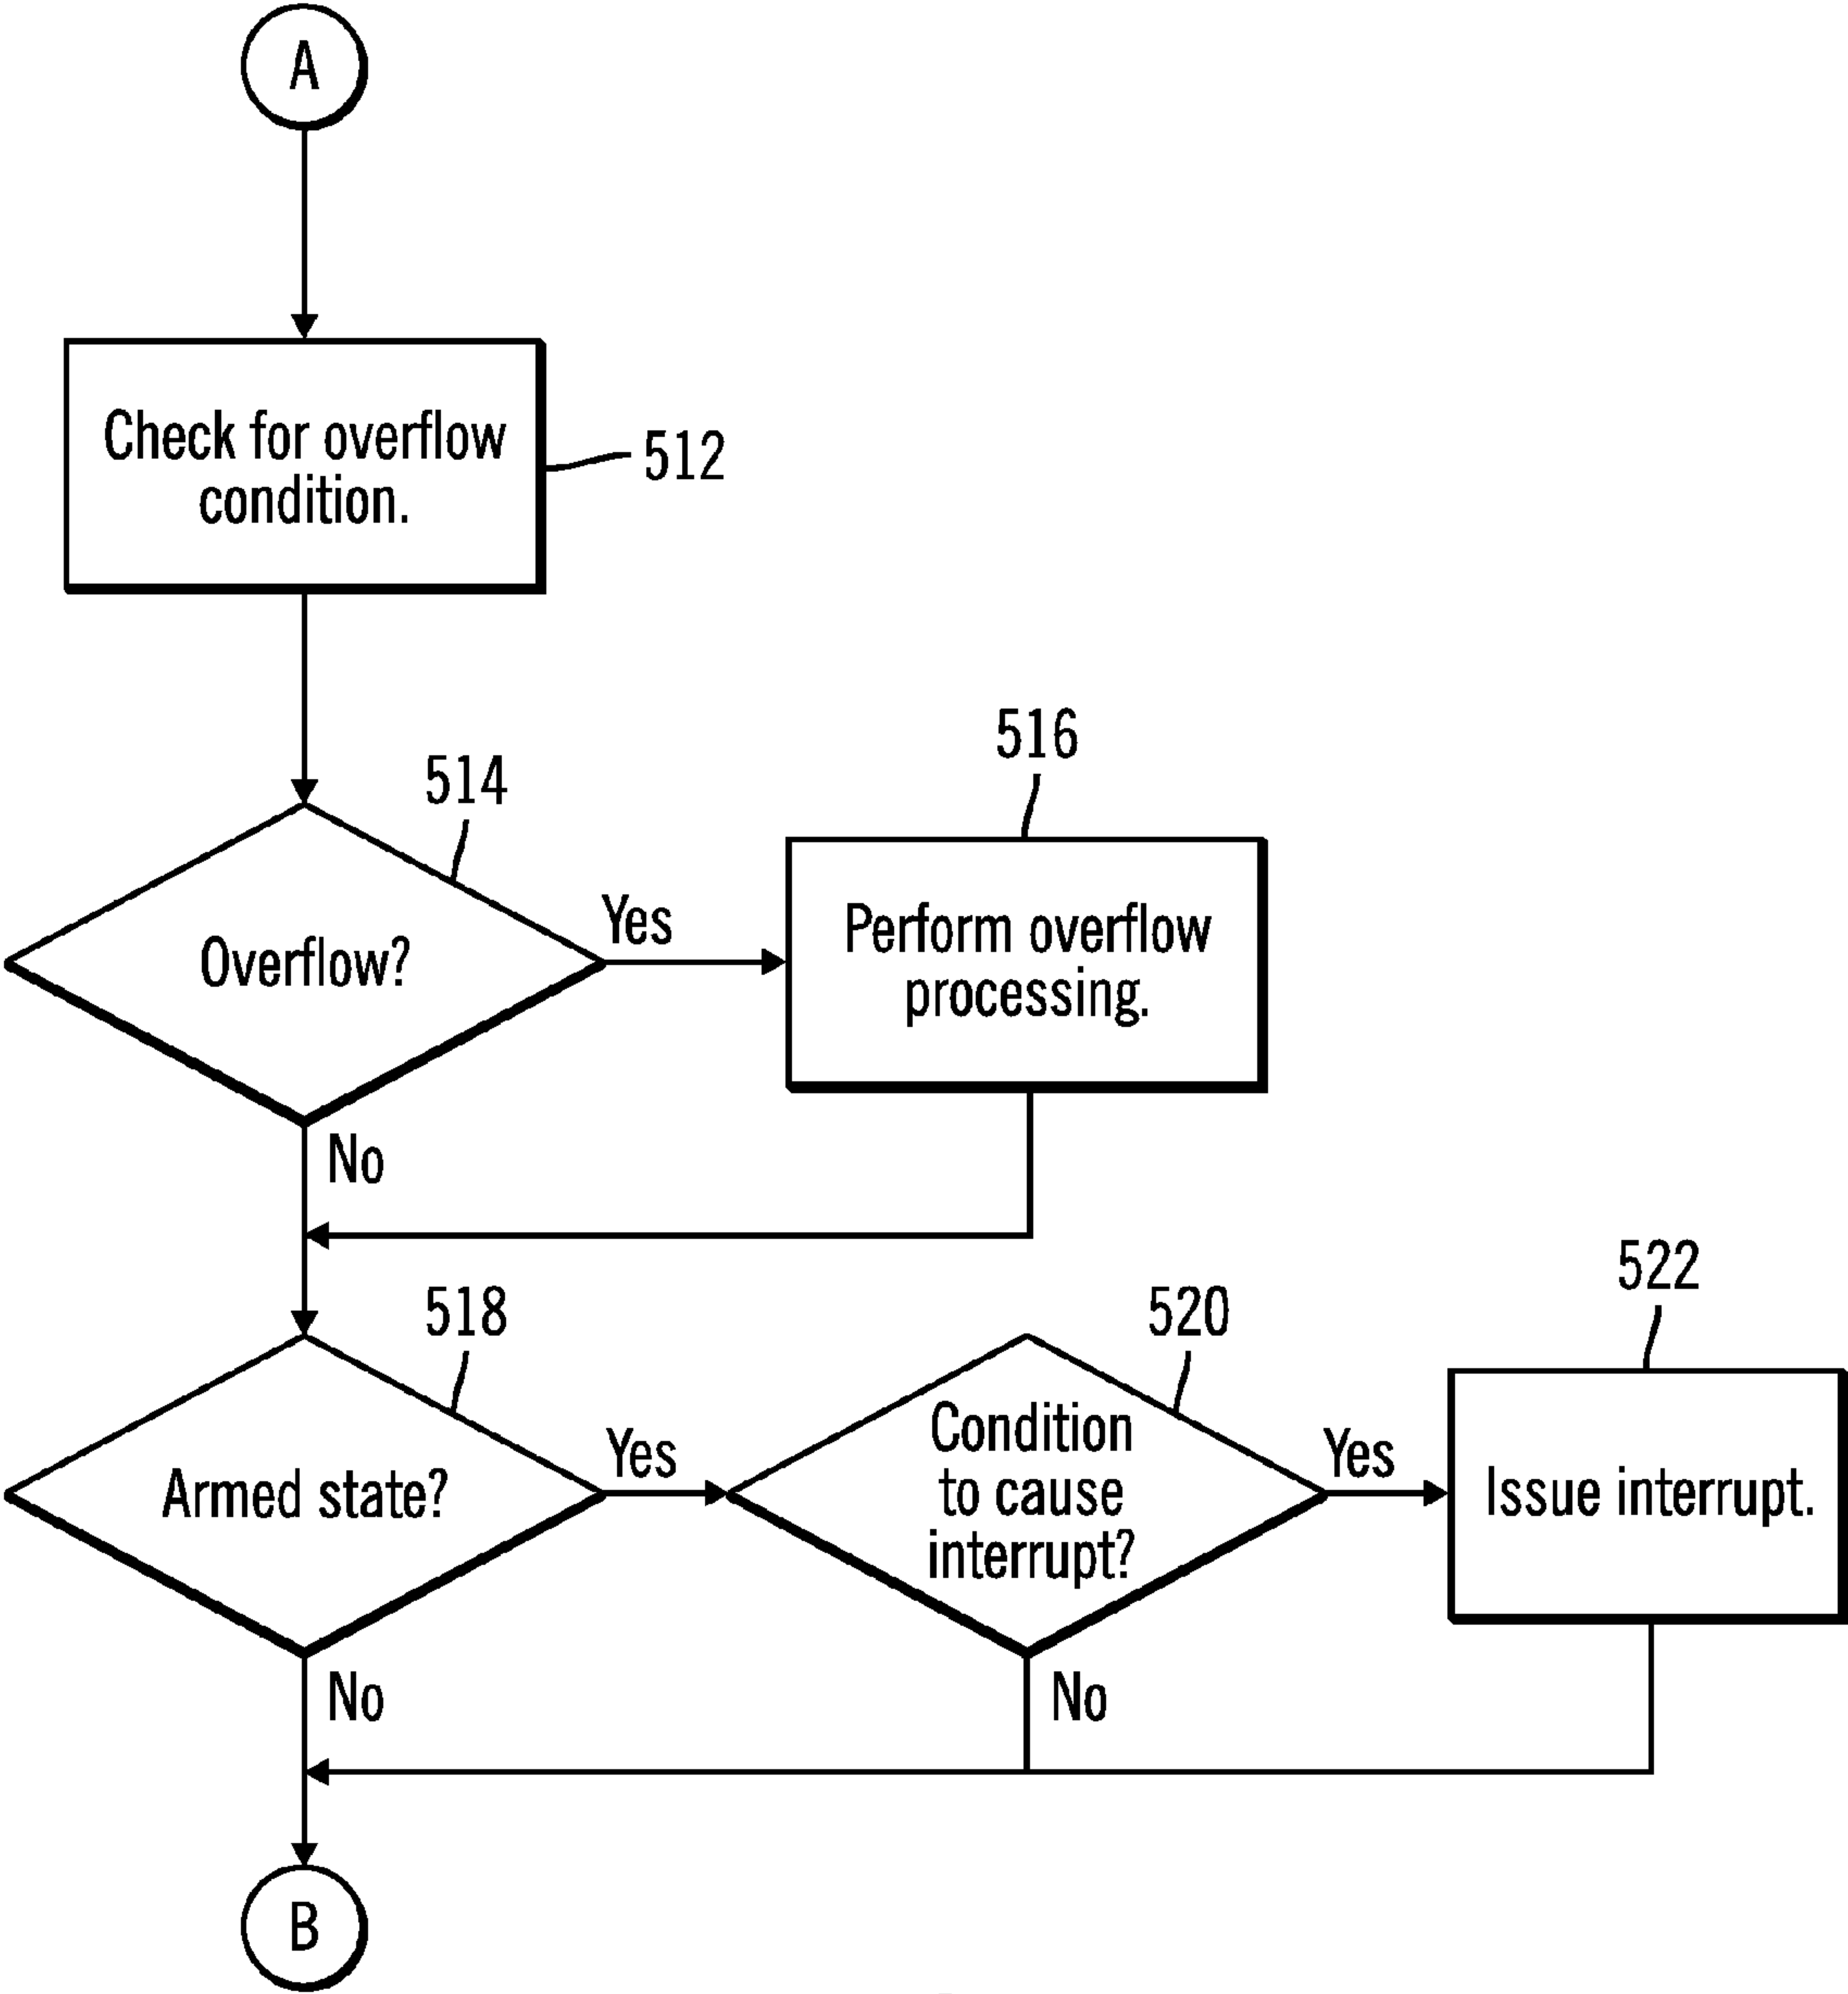 A
Check for overflow
condition.
512
514
Overflow?
Yes
516
Perform overflow
processing.
No
518
Armed state?
Yes
520
Condition
to cause
interrupt?
Yes
522
Issue interrupt.
No
No
B